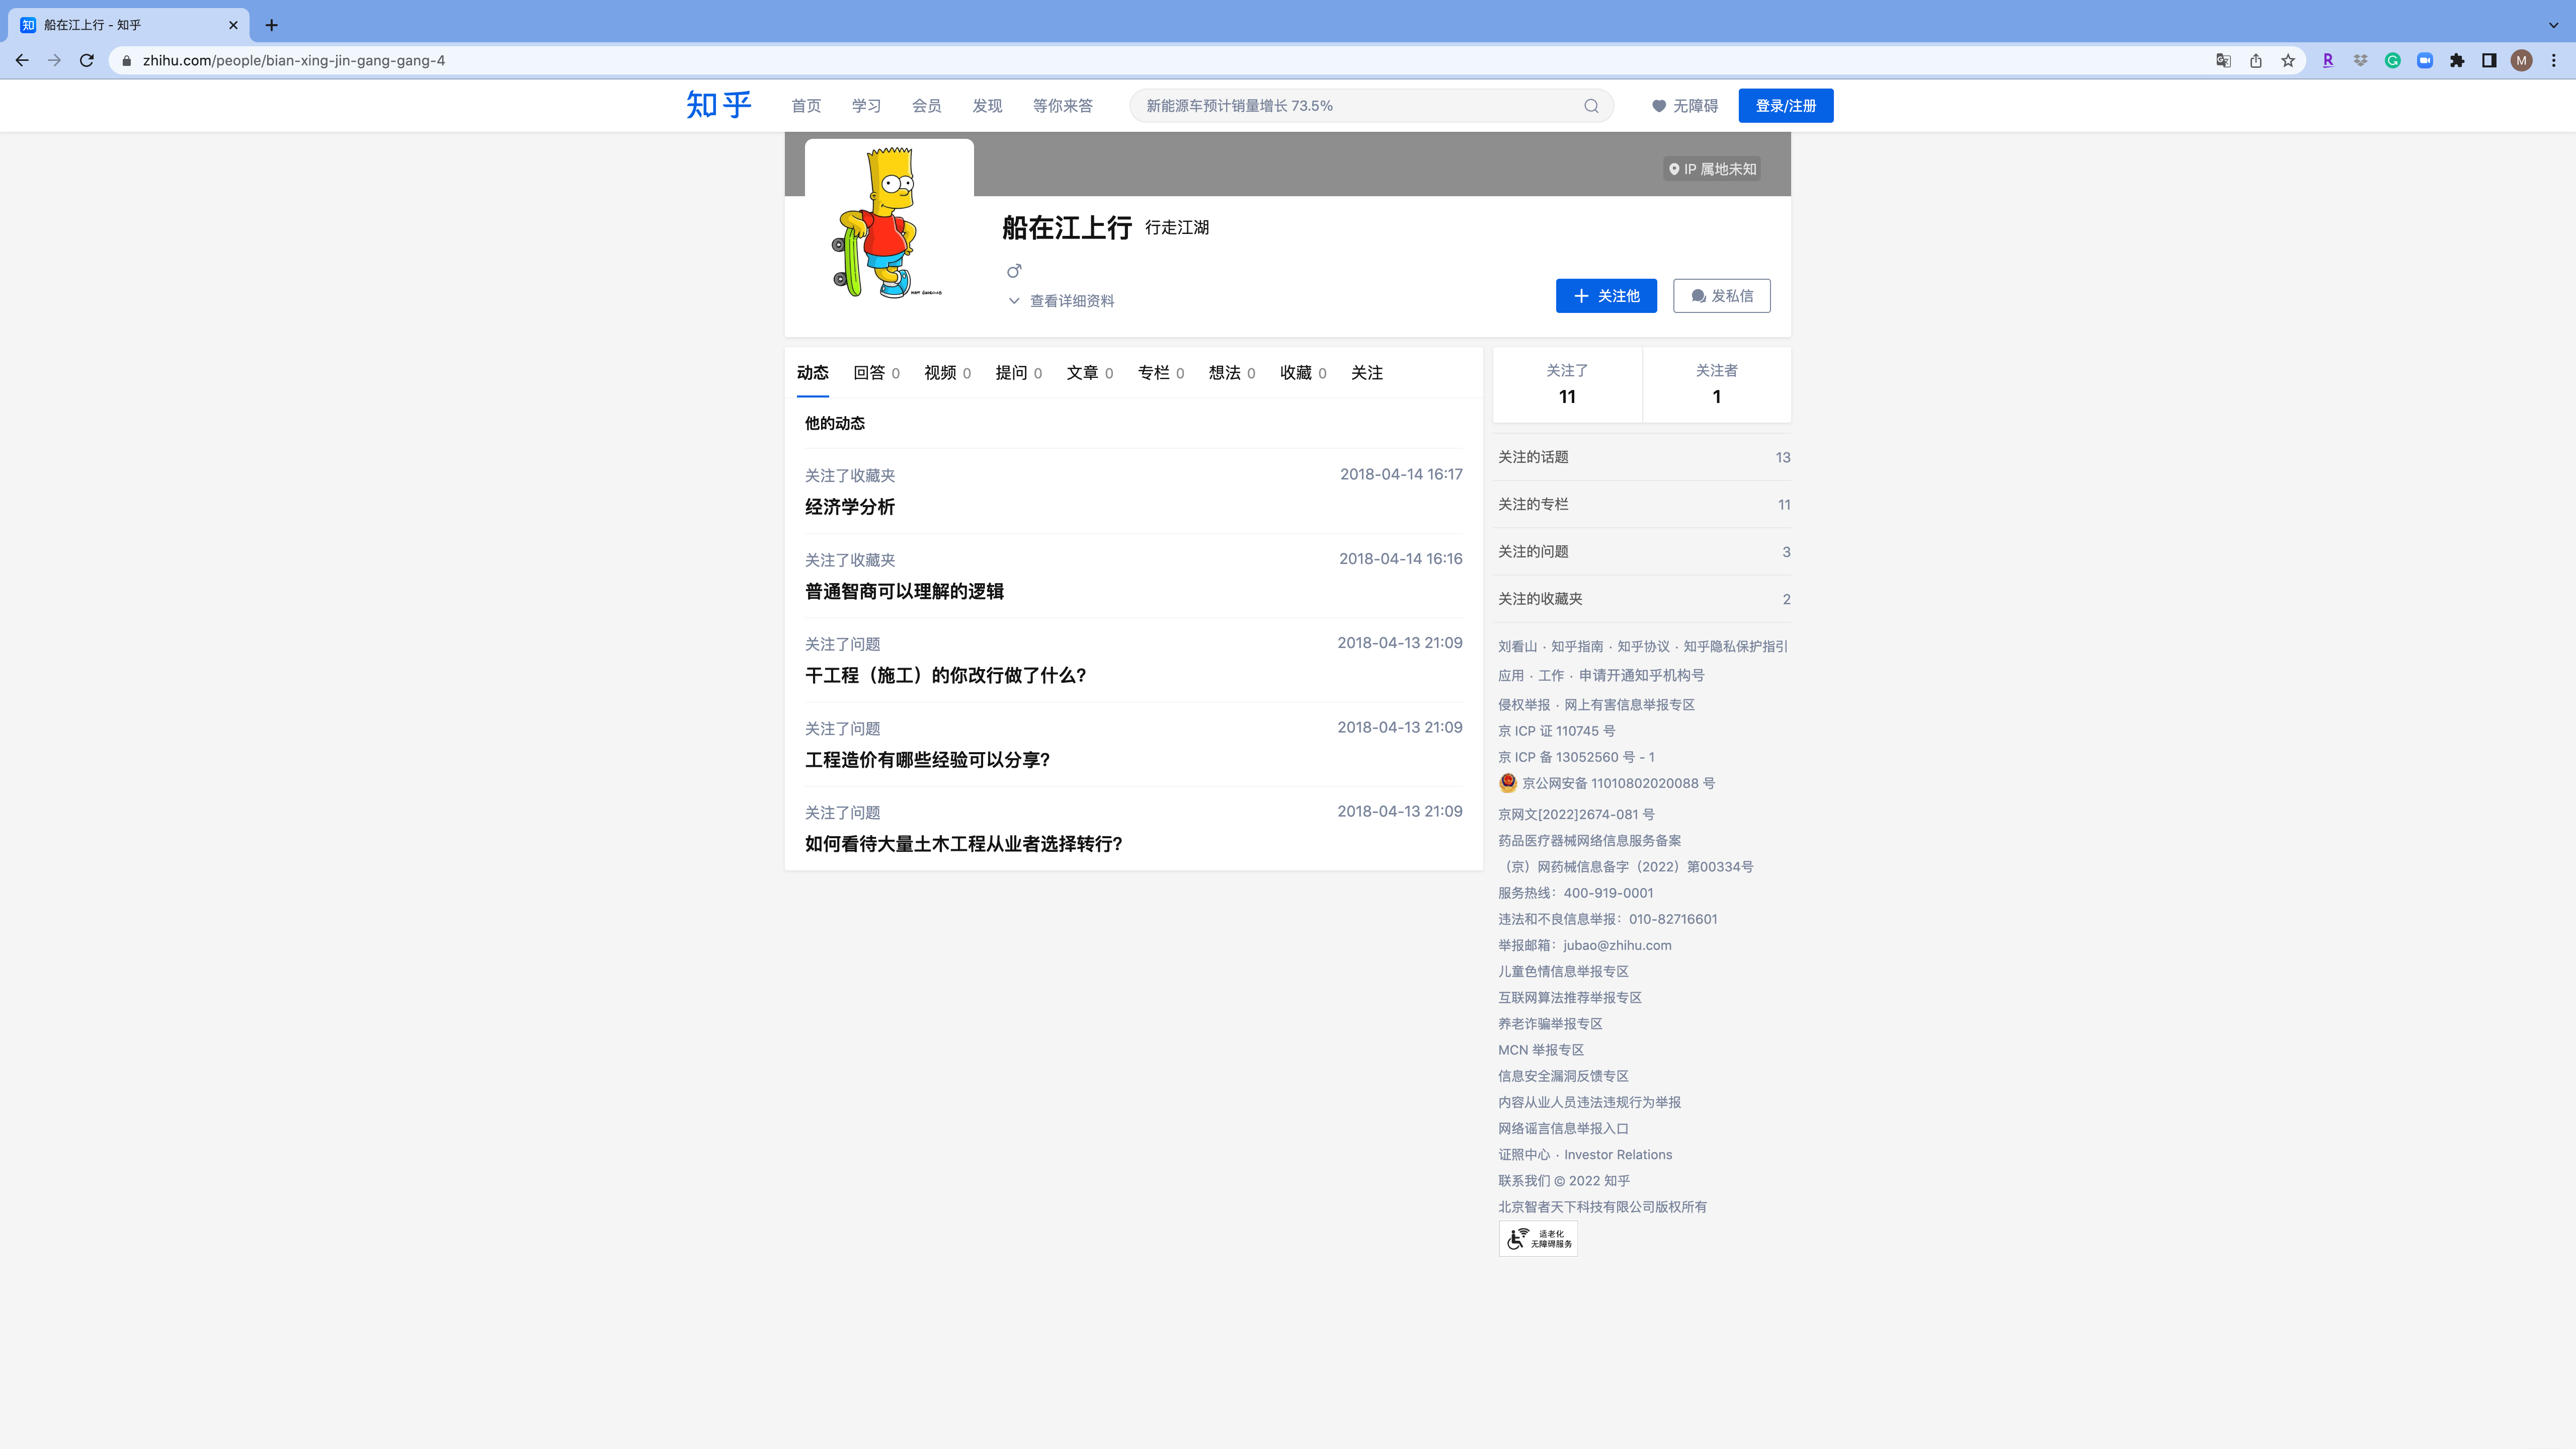 船在江上行 - 知乎
zhihu.com/people/bian-xing-jin-gang-gang-4
M
知乎
首页 学习 会员 发现 等你来答
新能源车预计销量增长 73.5%
无障碍
登录/注册
IP 属地未知
船在江上行 行走江湖
查看详细资料
关注他
发私信
动态 回答 0 视频 0 提问 0 文章 0 专栏 0 想法 0 收藏 0 关注
他的动态
关注了收藏夹 2018-04-14 16:17
经济学分析
关注了收藏夹 2018-04-14 16:16
普通智商可以理解的逻辑
关注了问题 2018-04-13 21:09
干工程（施工）的你改行做了什么？
关注了问题 2018-04-13 21:09
工程造价有哪些经验可以分享？
关注了问题 2018-04-13 21:09
如何看待大量土木工程从业者选择转行？
关注了 关注者
11 1
关注的话题 13
关注的专栏 11
关注的问题 3
关注的收藏夹 2
刘看山 · 知乎指南 · 知乎协议 · 知乎隐私保护指引
应用 · 工作 · 申请开通知乎机构号
侵权举报 · 网上有害信息举报专区
京 ICP 证 110745 号
京 ICP 备 13052560 号 - 1
京公网安备 11010802020088 号
京网文[2022]2674-081 号
药品医疗器械网络信息服务备案
（京）网药械信息备字（2022）第00334号
服务热线：400-919-0001
违法和不良信息举报：010-82716601
举报邮箱：jubao@zhihu.com
儿童色情信息举报专区
互联网算法推荐举报专区
养老诈骗举报专区
MCN 举报专区
信息安全漏洞反馈专区
内容从业人员违法违规行为举报
网络谣言信息举报入口
证照中心 · Investor Relations
联系我们 © 2022 知乎
北京智者天下科技有限公司版权所有
适老化
无障碍服务